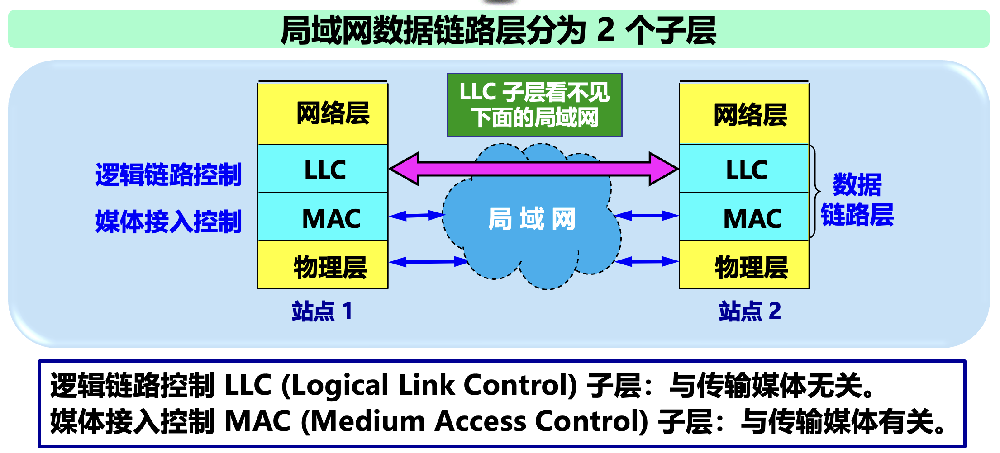 局域网数据链路层分为 2 个子层
LLC 子层看不见
下面的局域网
网络层
LLC
MAC
物理层
逻辑链路控制
媒体接入控制
站点 1
局 域 网
网络层
LLC
MAC
物理层
数据
链路层
站点 2
逻辑链路控制 LLC (Logical Link Control) 子层：与传输媒体无关。
媒体接入控制 MAC (Medium Access Control) 子层：与传输媒体有关。